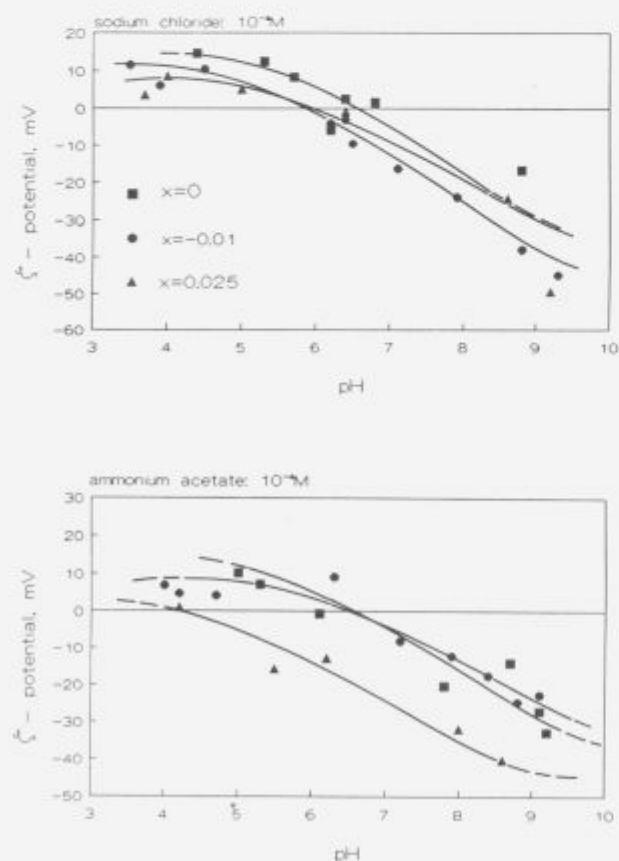 sodium chloride: 10⁻⁴M
20
10
0
-10
-20
-30
-40
-50
-60
ζ - potential, mV
x=0
x=-0.01
x=0.025
3 4 5 6 7 8 9 10
pH
ammonium acetate: 10⁻⁴M
30
20
10
0
-10
-20
-30
-40
-50
ζ - potential, mV
3 4 5 6 7 8 9 10
pH